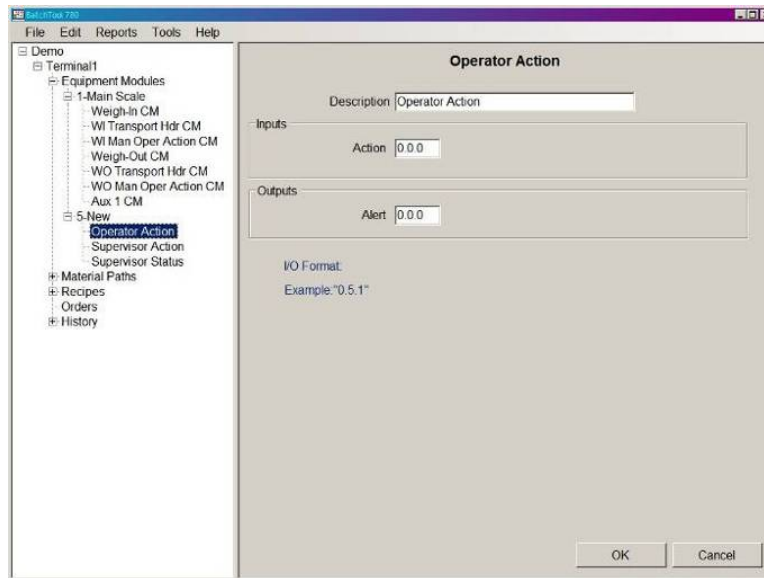 BatchTool 780
File Edit Reports Tools Help
Demo
Terminal1
Equipment Modules
1-Main Scale
Weigh-In CM
WI Transport Hdr CM
WI Man Oper Action CM
Weigh-Out CM
WO Transport Hdr CM
WO Man Oper Action CM
Aux 1 CM
5-New
Operator Action
Supervisor Action
Supervisor Status
Material Paths
Recipes
Orders
History
Operator Action
Description Operator Action
Inputs
Action 0.0.0
Outputs
Alert 0.0.0
I/O Format:
Example:"0.5.1"
OK Cancel